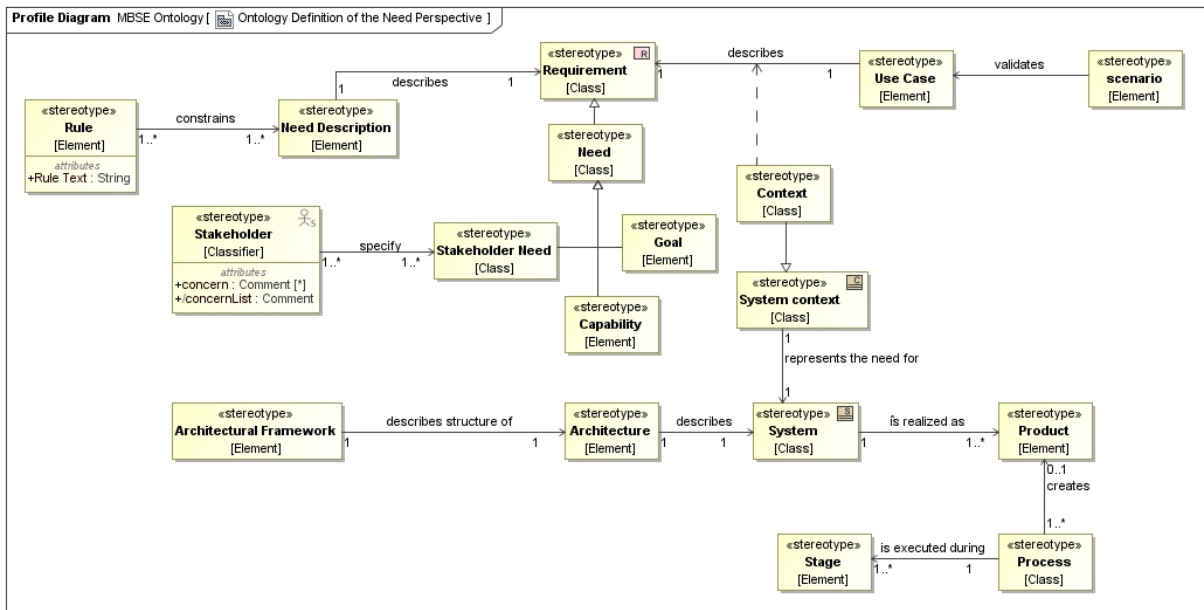 Profile Diagram MBSE Ontology [ Ontology Definition of the Need Perspective ]
«stereotype»
Requirement
[Class]
R
«stereotype»
Use Case
[Element]
«stereotype»
scenario
[Element]
describes
1
1
describes
1
1
validates
«stereotype»
Rule
[Element]
attributes
+Rule Text : String
constrains
1..*
1..*
«stereotype»
Need Description
[Element]
«stereotype»
Need
[Class]
«stereotype»
Context
[Class]
«stereotype»
Stakeholder
[Classifier]
S
attributes
+concern : Comment [*]
+/concernList : Comment
specify
1..*
1..*
«stereotype»
Stakeholder Need
[Class]
«stereotype»
Goal
[Element]
«stereotype»
Capability
[Element]
«stereotype»
System context
[Class]
C
1
represents the need for
1
«stereotype»
Architectural Framework
[Element]
describes structure of
1
1
«stereotype»
Architecture
[Element]
describes
1
1
«stereotype»
System
[Class]
S
is realized as
1
1..*
«stereotype»
Product
[Element]
0..1
creates
1..*
«stereotype»
Stage
[Element]
is executed during
1..*
1
«stereotype»
Process
[Class]